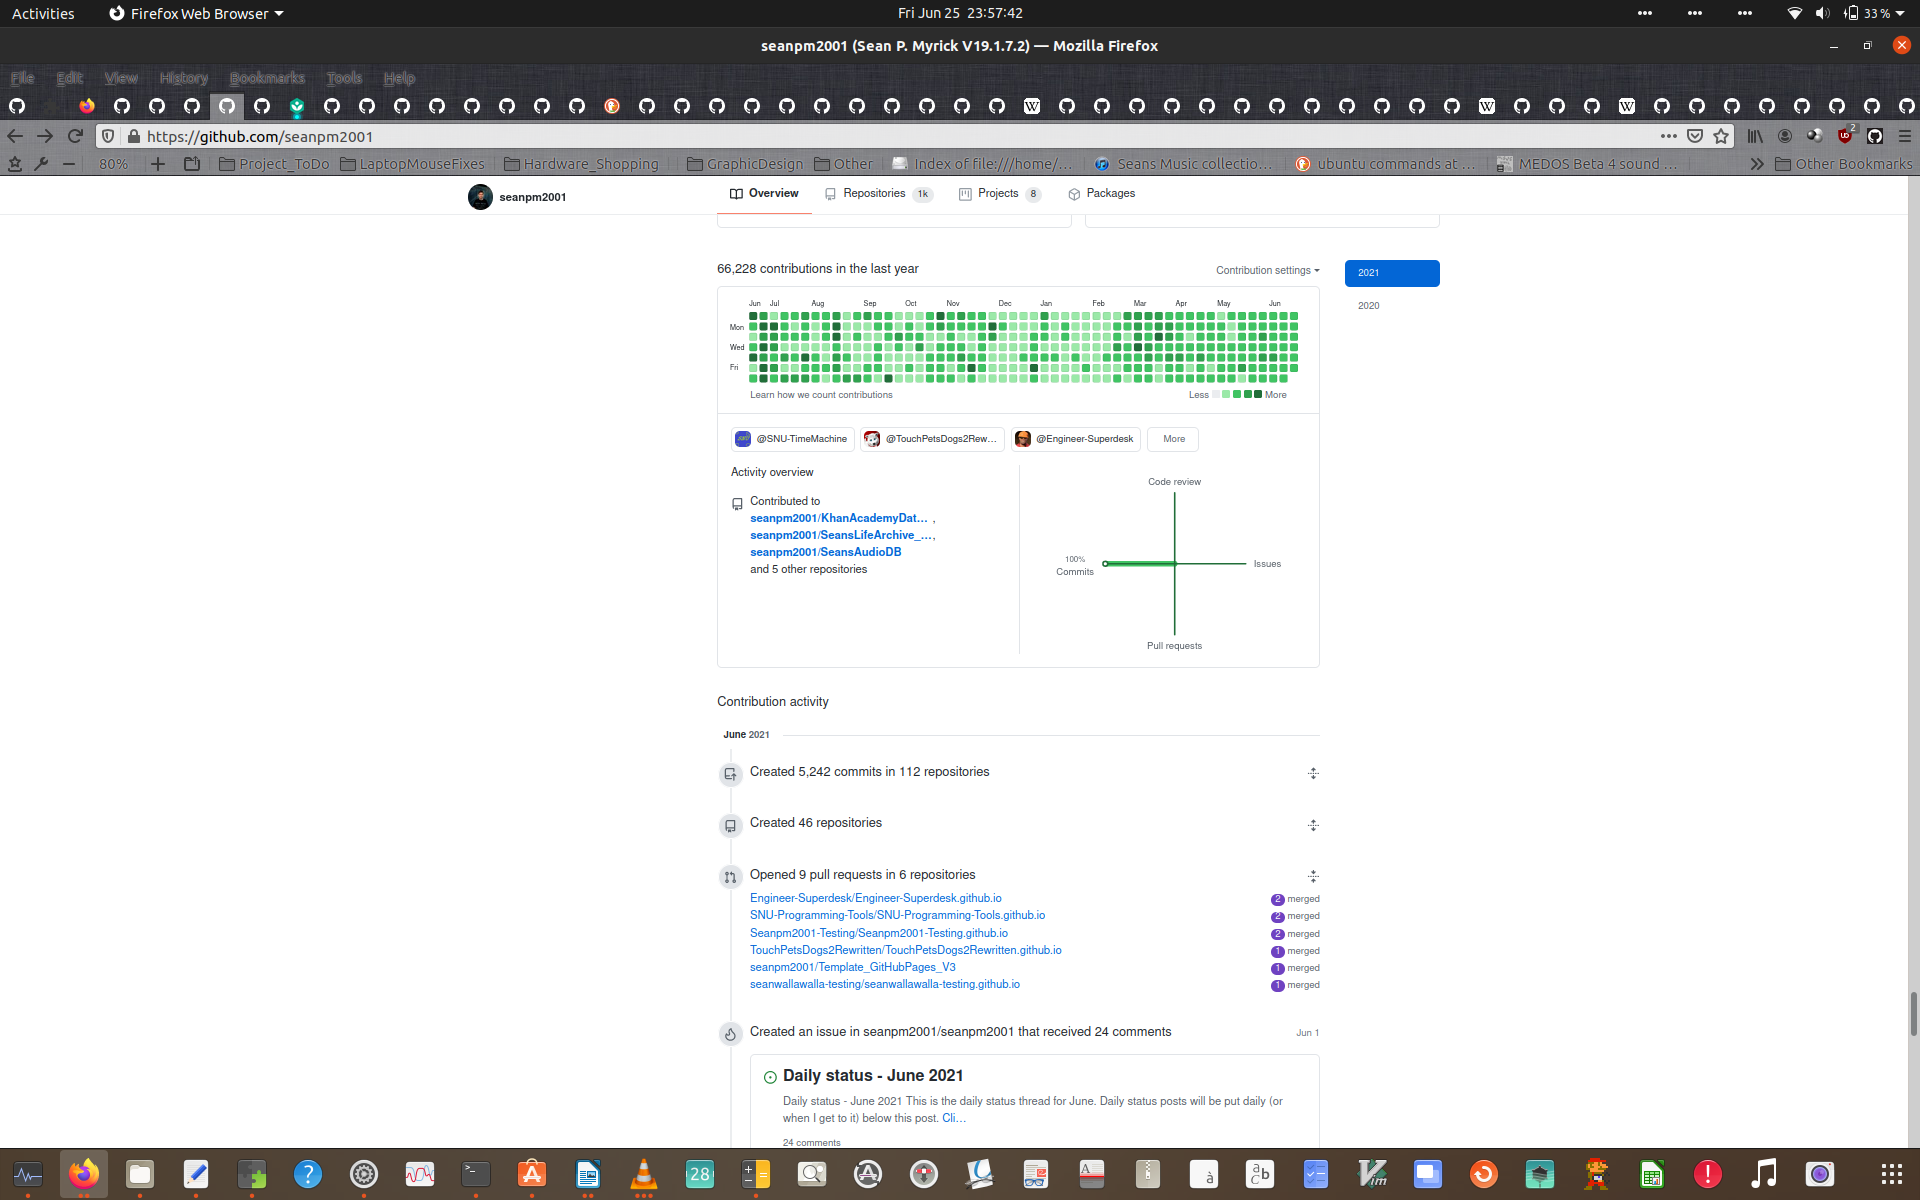 Activities
Firefox Web Browser
Fri Jun 25 23:57:42
33 %
seanpm2001 (Sean P. Myrick V19.1.7.2) — Mozilla Firefox
File Edit View History Bookmarks Tools Help
https://github.com/seanpm2001
2
80%
Project_ToDo
LaptopMouseFixes
Hardware_Shopping
GraphicDesign
Other
Index of file:///home/...
Seans Music collectio...
ubuntu commands at ...
MEDOS Beta 4 sound ...
Other Bookmarks
seanpm2001
Overview
Repositories 1k
Projects 8
Packages
66,228 contributions in the last year
Contribution settings
2021
2020
Jun Jul Aug Sep Oct Nov Dec Jan Feb Mar Apr May Jun
Mon
Wed
Fri
Learn how we count contributions
Less More
@SNU-TimeMachine
@TouchPetsDogs2Rew...
@Engineer-Superdesk
More
Activity overview
Contributed to
seanpm2001/KhanAcademyDat... ,
seanpm2001/SeansLifeArchive_...,
seanpm2001/SeansAudioDB
and 5 other repositories
Code review
100%
Commits
Issues
Pull requests
Contribution activity
June 2021
Created 5,242 commits in 112 repositories
Created 46 repositories
Opened 9 pull requests in 6 repositories
Engineer-Superdesk/Engineer-Superdesk.github.io 2 merged
SNU-Programming-Tools/SNU-Programming-Tools.github.io 2 merged
Seanpm2001-Testing/Seanpm2001-Testing.github.io 2 merged
TouchPetsDogs2Rewritten/TouchPetsDogs2Rewritten.github.io 1 merged
seanpm2001/Template_GitHubPages_V3 1 merged
seanwallawalla-testing/seanwallawalla-testing.github.io 1 merged
Created an issue in seanpm2001/seanpm2001 that received 24 comments Jun 1
Daily status - June 2021
Daily status - June 2021 This is the daily status thread for June. Daily status posts will be put daily (or
when I get to it) below this post. Cli...
24 comments
28